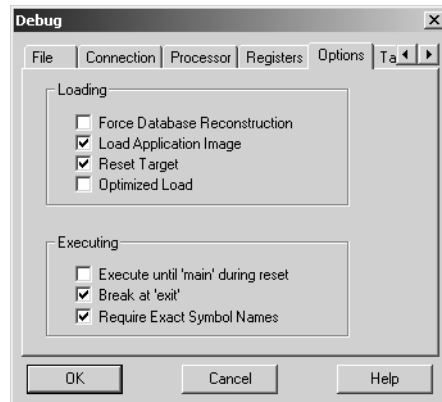 Debug
File Connection Processor Registers Options Ta
Loading
Force Database Reconstruction
Load Application Image
Reset Target
Optimized Load
Executing
Execute until 'main' during reset
Break at 'exit'
Require Exact Symbol Names
OK Cancel Help